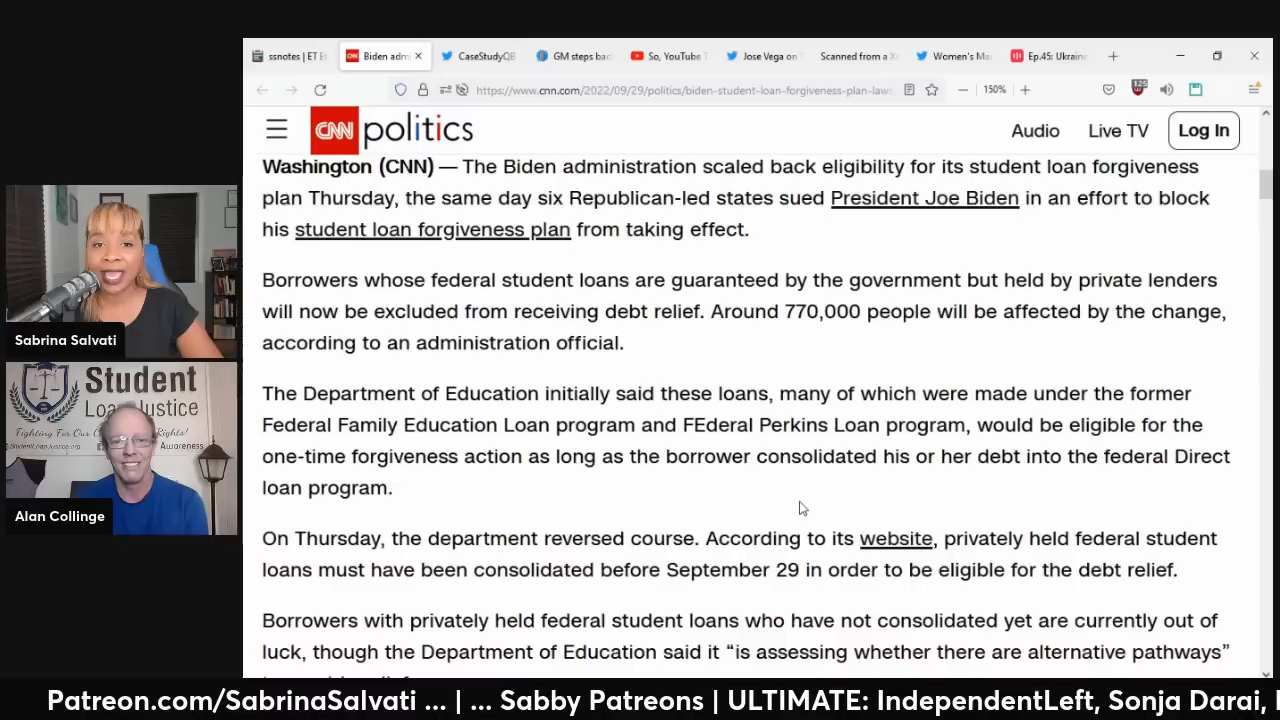 ssnotes | ET E
Biden adm
CaseStudyQB
GM steps bac
So, YouTube T
Jose Vega on T
Scanned from a X
Women's Ma
Ep.45: Ukraine
https://www.cnn.com/2022/09/29/politics/biden-student-loan-forgiveness-plan-laws
150%
CNN politics
Audio
Live TV
Log In
Washington (CNN) — The Biden administration scaled back eligibility for its student loan forgiveness
plan Thursday, the same day six Republican-led states sued President Joe Biden in an effort to block
his student loan forgiveness plan from taking effect.
Borrowers whose federal student loans are guaranteed by the government but held by private lenders
will now be excluded from receiving debt relief. Around 770,000 people will be affected by the change,
according to an administration official.
The Department of Education initially said these loans, many of which were made under the former
Federal Family Education Loan program and FEderal Perkins Loan program, would be eligible for the
one-time forgiveness action as long as the borrower consolidated his or her debt into the federal Direct
loan program.
On Thursday, the department reversed course. According to its website, privately held federal student
loans must have been consolidated before September 29 in order to be eligible for the debt relief.
Borrowers with privately held federal student loans who have not consolidated yet are currently out of
luck, though the Department of Education said it “is assessing whether there are alternative pathways”
Sabrina Salvati
Student
Loan Justice
Fighting For Our
Rights!
StudentLoanJustice.org
Awareness
Alan Collinge
Patreon.com/SabrinaSalvati ... | ... Sabby Patreons | ULTIMATE: IndependentLeft, Sonja Darai,